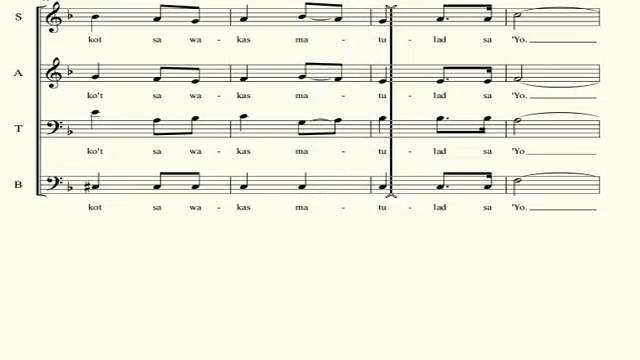 S
kot sa wa - kas ma - tu - lad sa 'Yo.
A
ko't sa wa - kas ma - tu - lad sa 'Yo.
T
ko't sa wa - kas ma - tu - lad sa 'Yo.
B
kot sa wa - kas ma - tu - lad sa 'Yo.